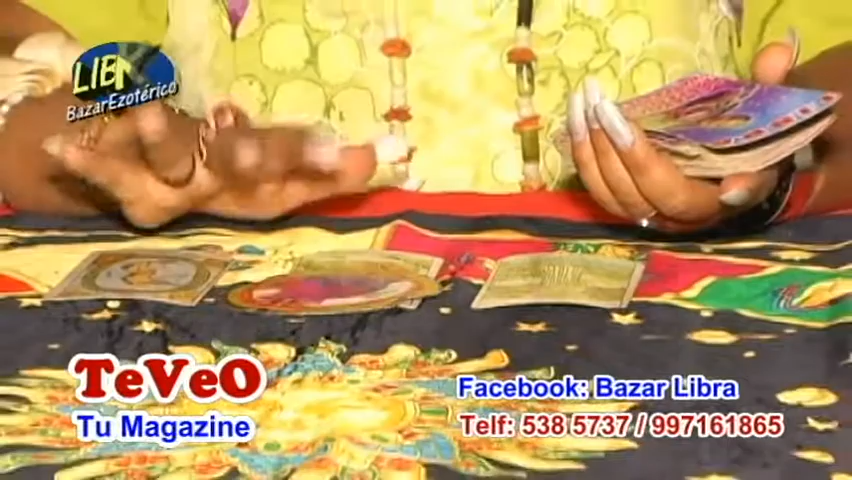 LIBRA
BazarEzotérico
TeVeO
Tu Magazine
Facebook: Bazar Libra
Telf: 538 5737 / 997161865